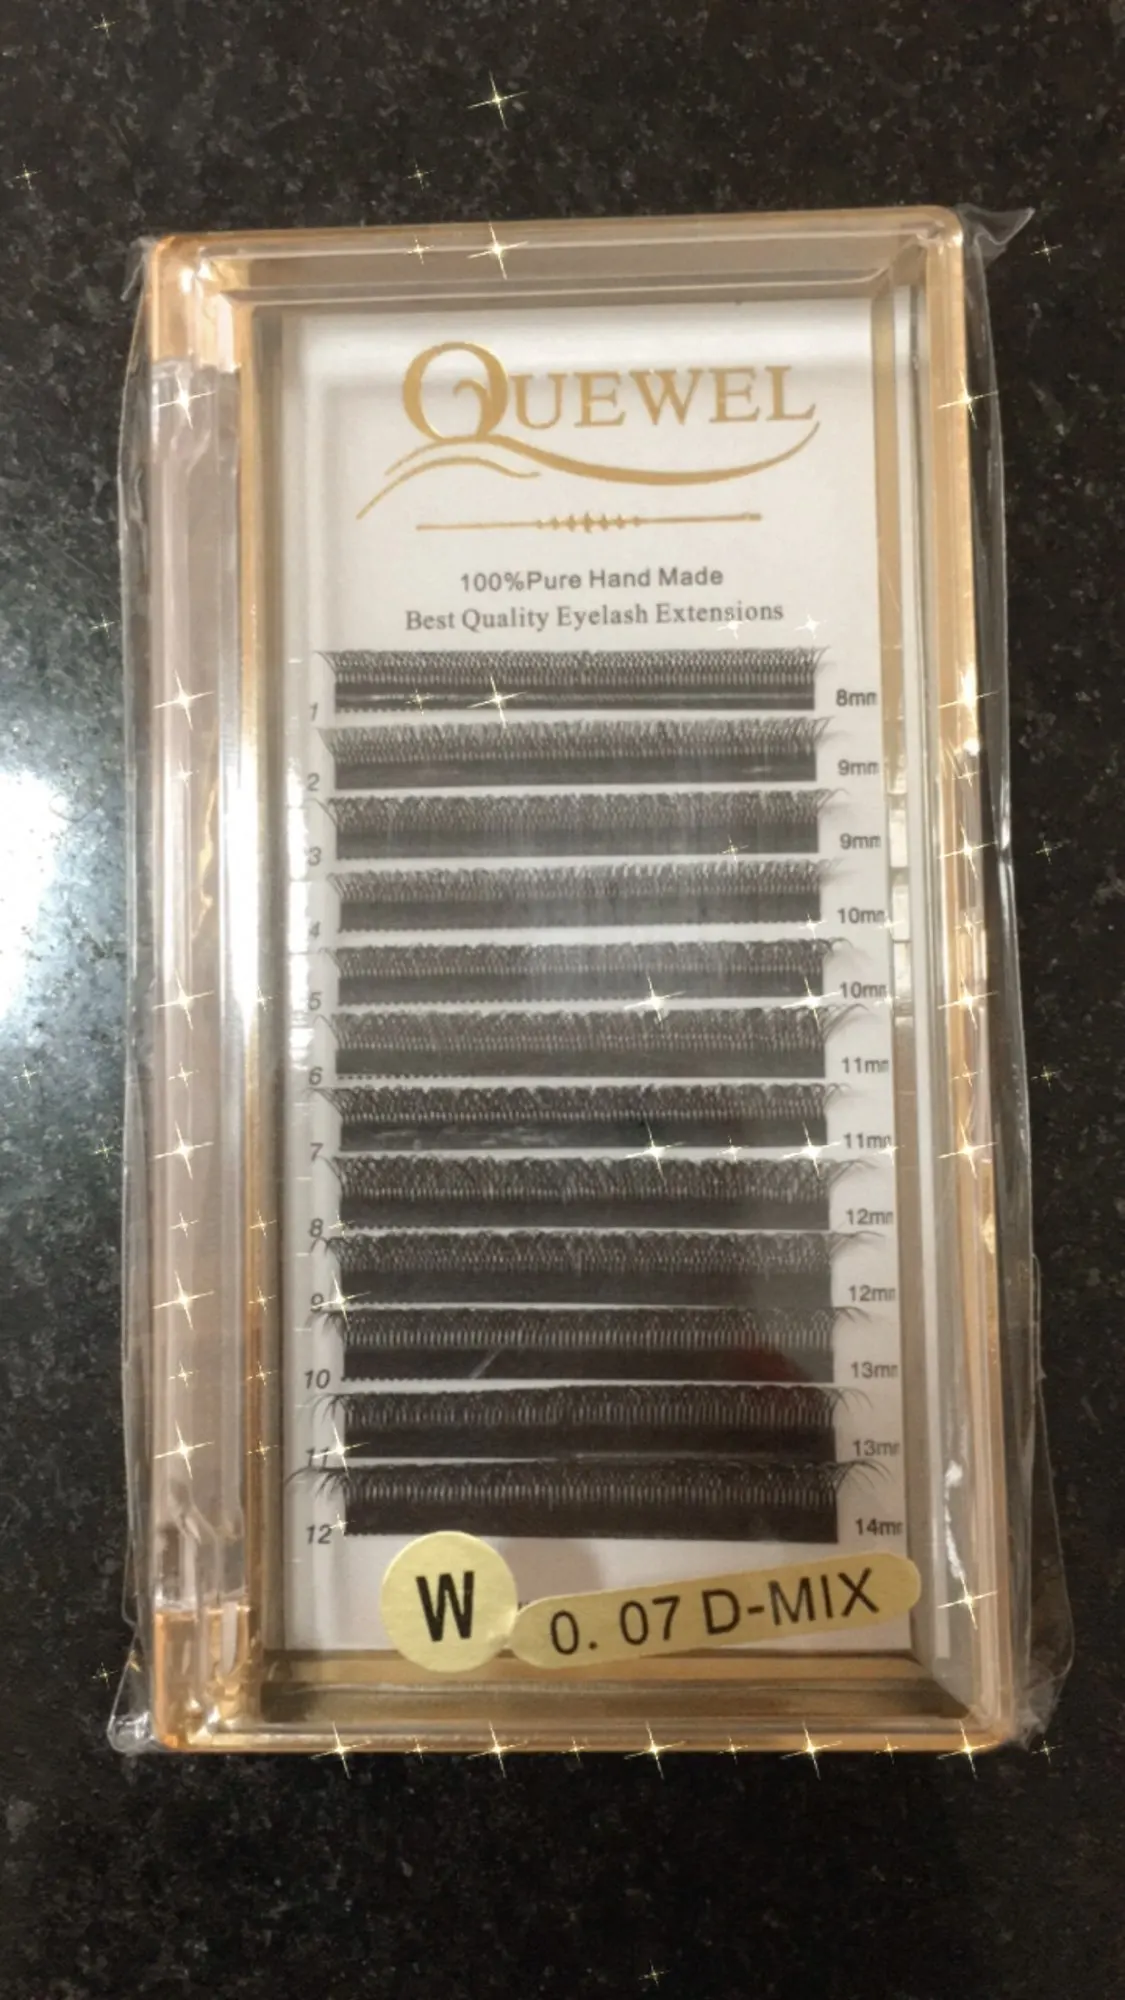 QUEWEL
100%Pure Hand Made
Best Quality Eyelash Extensions
1 8mm
2 9mm
3 9mm
4 10mm
5 10mm
6 11mm
7 11mm
8 12mm
9 12mm
10 13mm
11 13mm
12 14mm
W 0.07 D-MIX